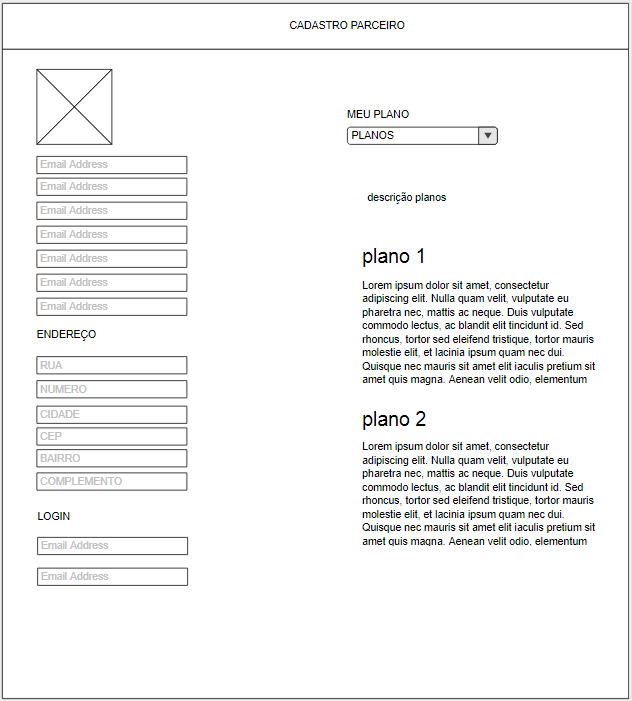 CADASTRO PARCEIRO
Email Address
Email Address
Email Address
Email Address
Email Address
Email Address
Email Address
ENDEREÇO
RUA
NUMERO
CIDADE
CEP
BAIRRO
COMPLEMENTO
LOGIN
Email Address
Email Address
MEU PLANO
PLANOS
descrição planos
plano 1
Lorem ipsum dolor sit amet, consectetur
adipiscing elit. Nulla quam velit, vulputate eu
pharetra nec, mattis ac neque. Duis vulputate
commodo lectus, ac blandit elit tincidunt id. Sed
rhoncus, tortor sed eleifend tristique, tortor mauris
molestie elit, et lacinia ipsum quam nec dui.
Quisque nec mauris sit amet elit iaculis pretium sit
amet quis magna. Aenean velit odio, elementum
plano 2
Lorem ipsum dolor sit amet, consectetur
adipiscing elit. Nulla quam velit, vulputate eu
pharetra nec, mattis ac neque. Duis vulputate
commodo lectus, ac blandit elit tincidunt id. Sed
rhoncus, tortor sed eleifend tristique, tortor mauris
molestie elit, et lacinia ipsum quam nec dui.
Quisque nec mauris sit amet elit iaculis pretium sit
amet quis magna. Aenean velit odio, elementum